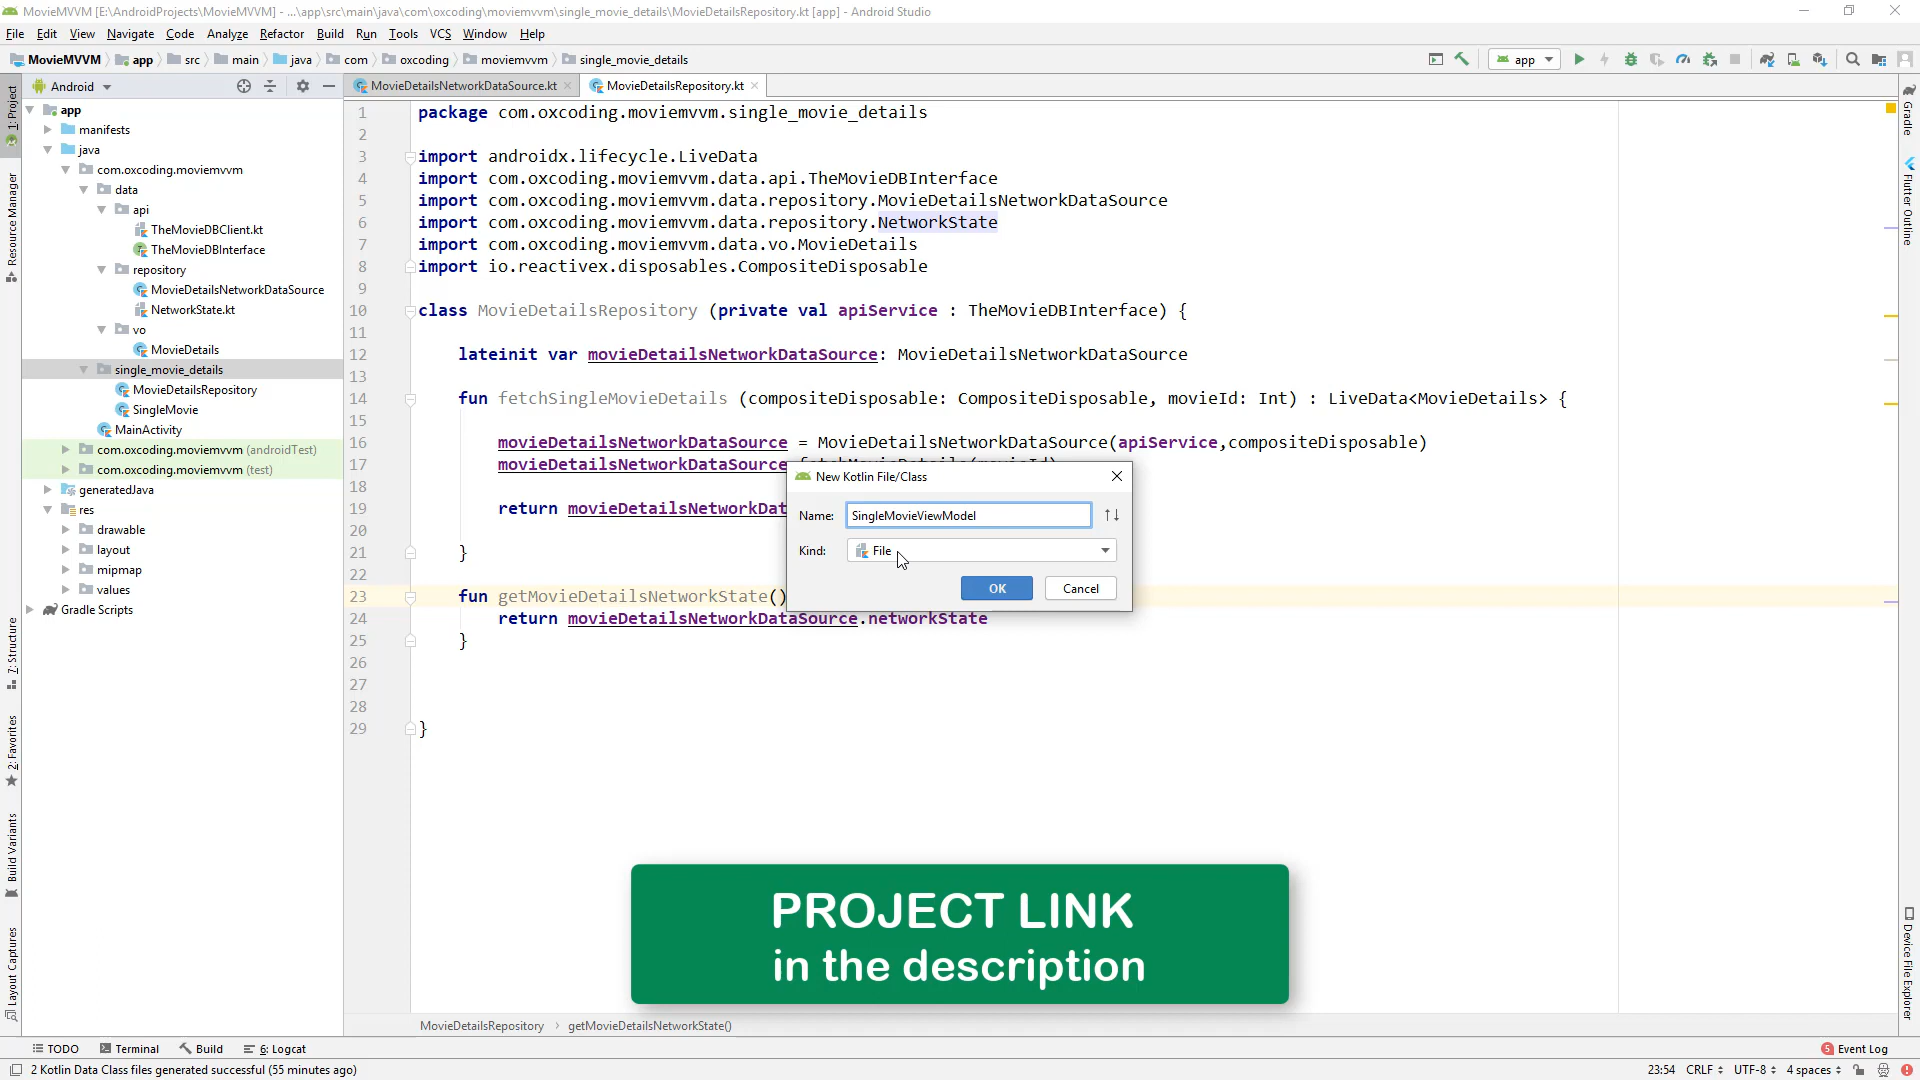 MovieMVVM [E:\AndroidProjects\MovieMVVM] - ...\app\src\main\java\com\oxcoding\moviemvvm\single_movie_details\MovieDetailsRepository.kt [app] - Android Studio
File Edit View Navigate Code Analyze Refactor Build Run Tools VCS Window Help
MovieMVVM app src main java com oxcoding moviemvvm single_movie_details
app
Android
MovieDetailsNetworkDataSource.kt
MovieDetailsRepository.kt
1: Project
Resource Manager
7: Structure
2: Favorites
Build Variants
Layout Captures
app
manifests
java
com.oxcoding.moviemvvm
data
api
TheMovieDBClient.kt
TheMovieDBInterface
repository
MovieDetailsNetworkDataSource
NetworkState.kt
vo
MovieDetails
single_movie_details
MovieDetailsRepository
SingleMovie
MainActivity
com.oxcoding.moviemvvm (androidTest)
com.oxcoding.moviemvvm (test)
generatedJava
res
drawable
layout
mipmap
values
Gradle Scripts
1 package com.oxcoding.moviemvvm.single_movie_details
2
3 import androidx.lifecycle.LiveData
4 import com.oxcoding.moviemvvm.data.api.TheMovieDBInterface
5 import com.oxcoding.moviemvvm.data.repository.MovieDetailsNetworkDataSource
6 import com.oxcoding.moviemvvm.data.repository.NetworkState
7 import com.oxcoding.moviemvvm.data.vo.MovieDetails
8 import io.reactivex.disposables.CompositeDisposable
9
10 class MovieDetailsRepository (private val apiService : TheMovieDBInterface) {
11
12 lateinit var movieDetailsNetworkDataSource: MovieDetailsNetworkDataSource
13
14 fun fetchSingleMovieDetails (compositeDisposable: CompositeDisposable, movieId: Int) : LiveData<MovieDetails> {
15
16 movieDetailsNetworkDataSource = MovieDetailsNetworkDataSource(apiService,compositeDisposable)
17 movieDetailsNetworkDataSource
18
19 return movieDetailsNetworkDat
20
21 }
22
23 fun getMovieDetailsNetworkState()
24 return movieDetailsNetworkDataSource.networkState
25 }
26
27
28
29 }
New Kotlin File/Class
Name: SingleMovieViewModel
Kind: File
OK Cancel
PROJECT LINK
in the description
Gradle
Flutter Outline
Device File Explorer
MovieDetailsRepository getMovieDetailsNetworkState()
TODO Terminal Build 6: Logcat
5 Event Log
2 Kotlin Data Class files generated successful (55 minutes ago)
23:54 CRLF UTF-8 4 spaces